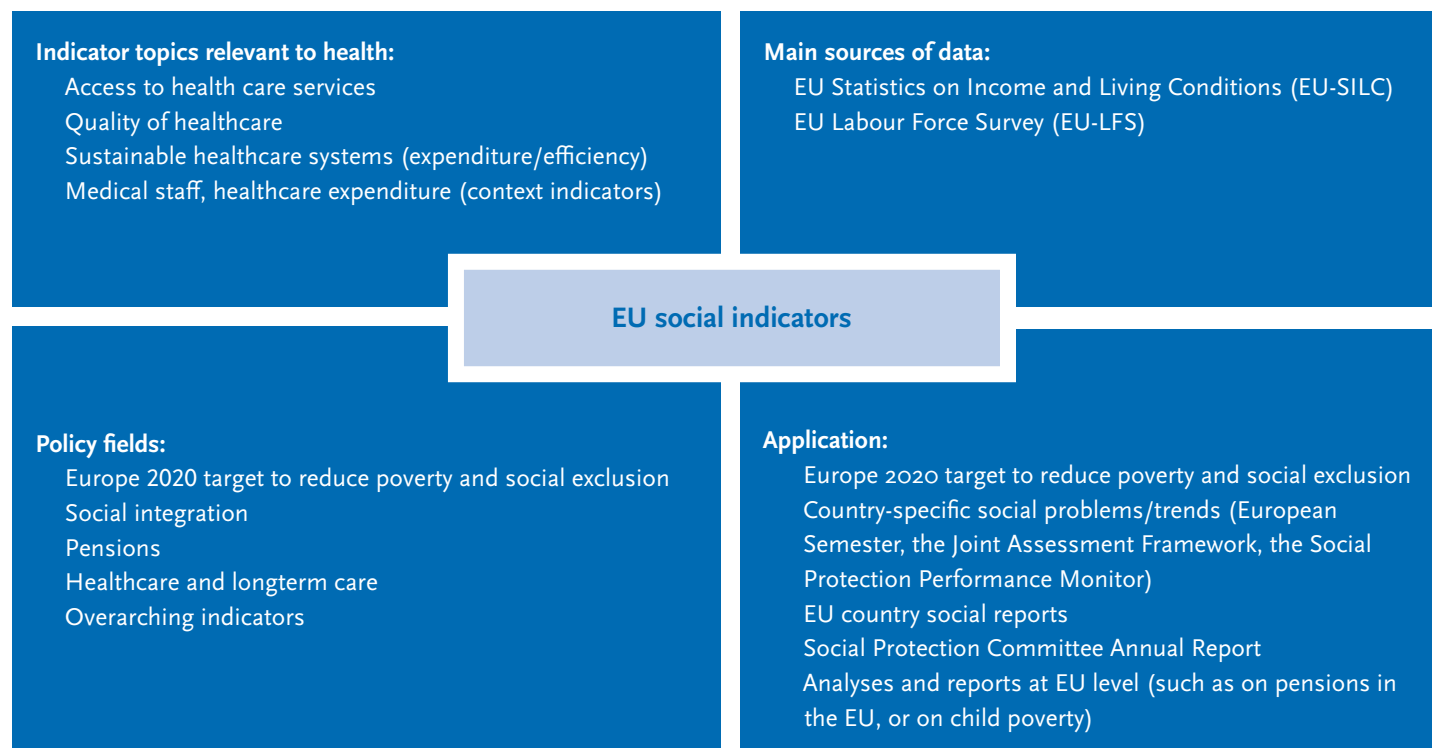 Indicator topics relevant to health:
Access to health care services
Quality of healthcare
Sustainable healthcare systems (expenditure/efficiency)
Medical staff, healthcare expenditure (context indicators)
Main sources of data:
EU Statistics on Income and Living Conditions (EU-SILC)
EU Labour Force Survey (EU-LFS)
EU social indicators
Policy fields:
Europe 2020 target to reduce poverty and social exclusion
Social integration
Pensions
Healthcare and longterm care
Overarching indicators
Application:
Europe 2020 target to reduce poverty and social exclusion
Country-specific social problems/trends (European
Semester, the Joint Assessment Framework, the Social
Protection Performance Monitor)
EU country social reports
Social Protection Committee Annual Report
Analyses and reports at EU level (such as on pensions in
the EU, or on child poverty)